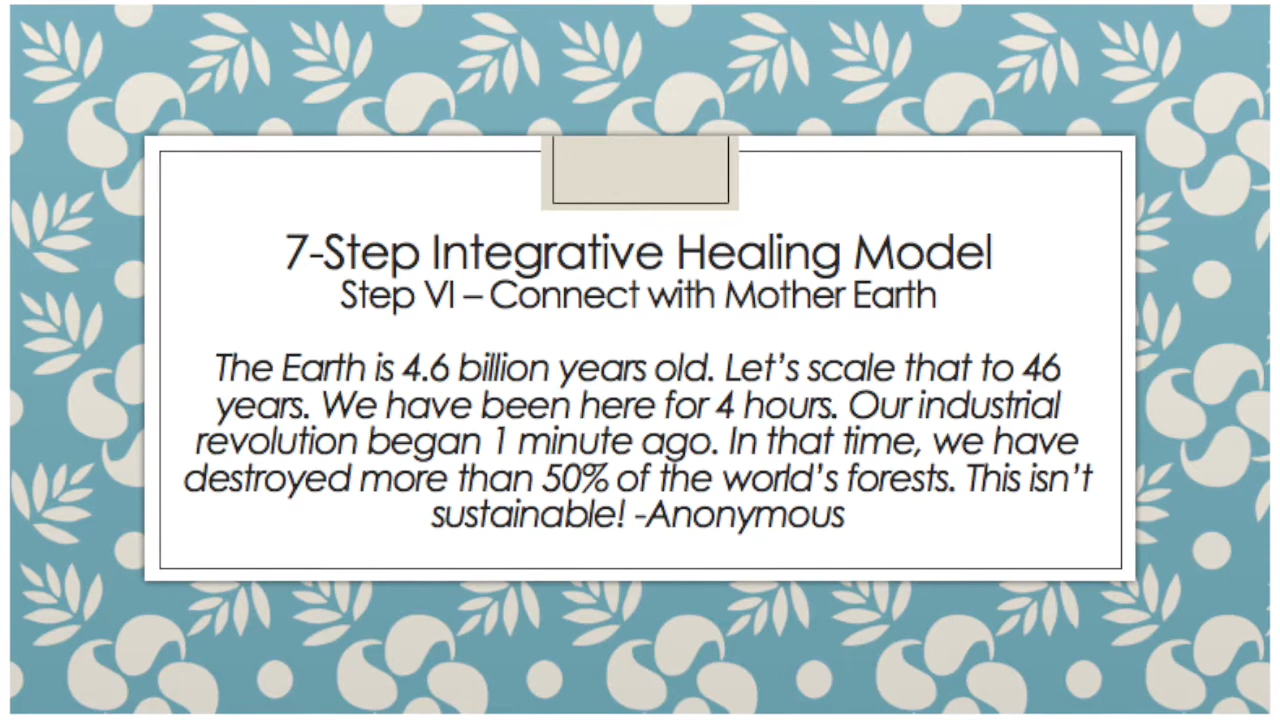 7-Step Integrative Healing Model
Step VI – Connect with Mother Earth
The Earth is 4.6 billion years old. Let's scale that to 46
years. We have been here for 4 hours. Our industrial
revolution began 1 minute ago. In that time, we have
destroyed more than 50% of the world's forests. This isn't
sustainable! -Anonymous